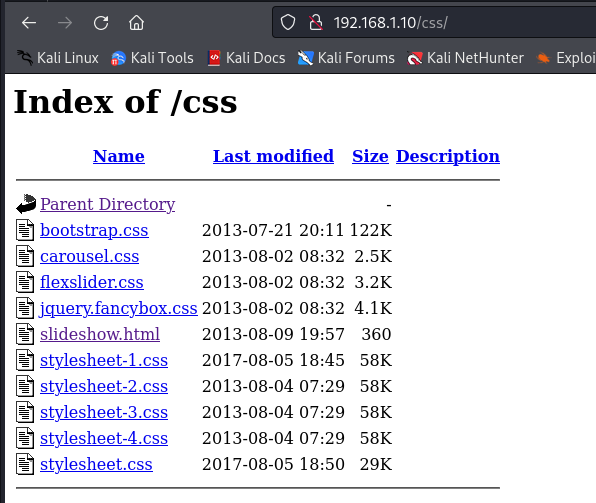 192.168.1.10/css/
Kali Linux Kali Tools Kali Docs Kali Forums Kali NetHunter Exploi
Index of /css
Name Last modified Size Description
Parent Directory -
bootstrap.css 2013-07-21 20:11 122K
carousel.css 2013-08-02 08:32 2.5K
flexslider.css 2013-08-02 08:32 3.2K
jquery.fancybox.css 2013-08-02 08:32 4.1K
slideshow.html 2013-08-09 19:57 360
stylesheet-1.css 2017-08-05 18:45 58K
stylesheet-2.css 2013-08-04 07:29 58K
stylesheet-3.css 2013-08-04 07:29 58K
stylesheet-4.css 2013-08-04 07:29 58K
stylesheet.css 2017-08-05 18:50 29K